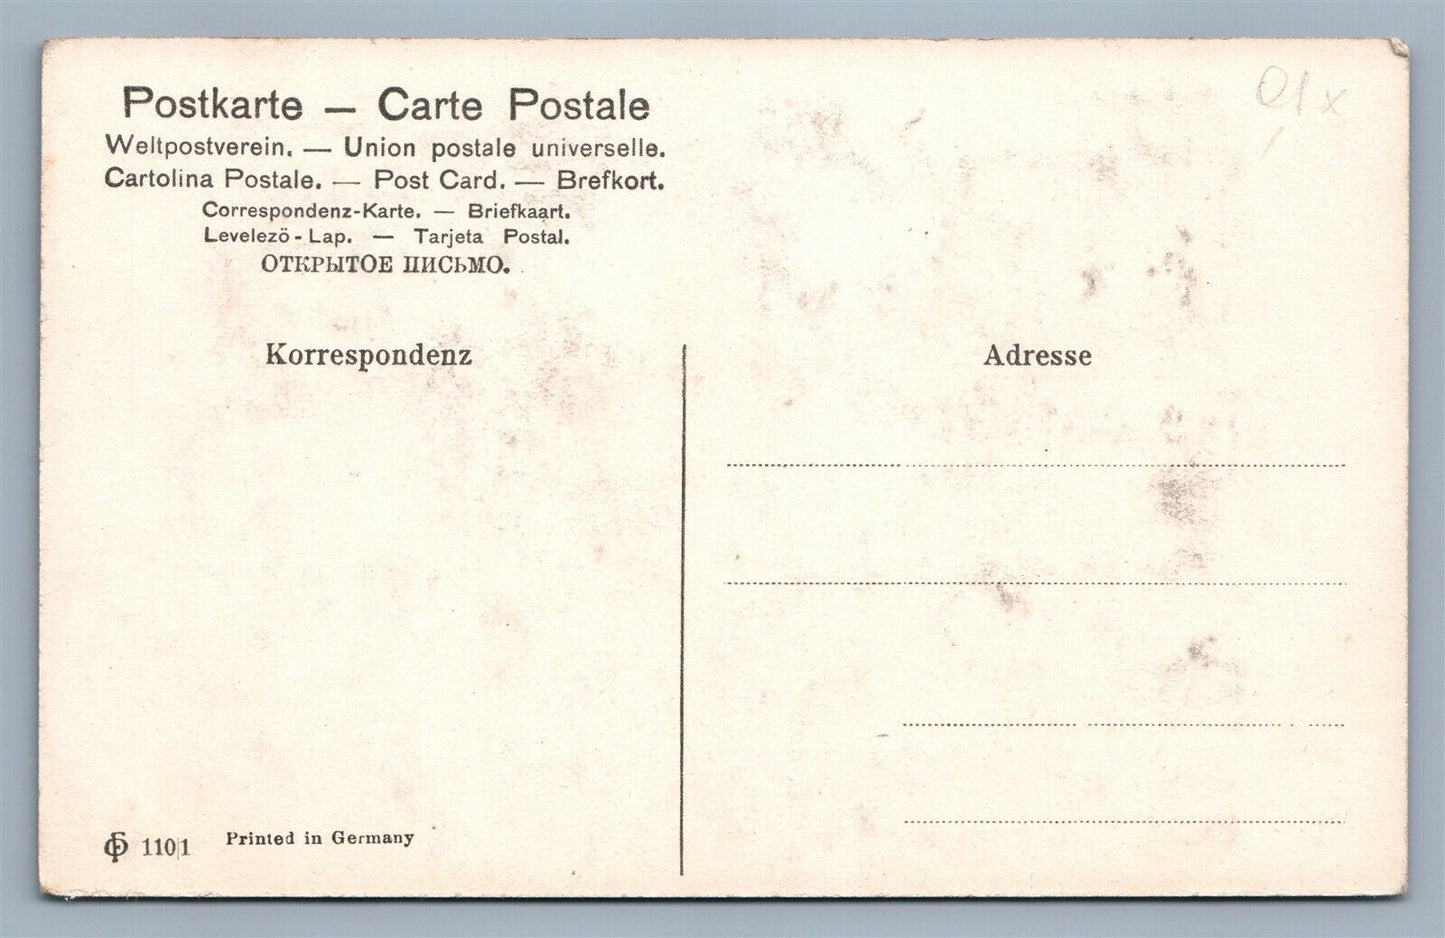 Postkarte — Carte Postale
Weltpostverein. — Union postale universelle.
Cartolina Postale. — Post Card. — Brefkort.
Correspondenz-Karte. — Briefkaart.
Levelezö-Lap. — Tarjeta Postal.
ОТКРЫТОЕ ПИСЬМО.
Korrespondenz
Adresse
110|1
Printed in Germany